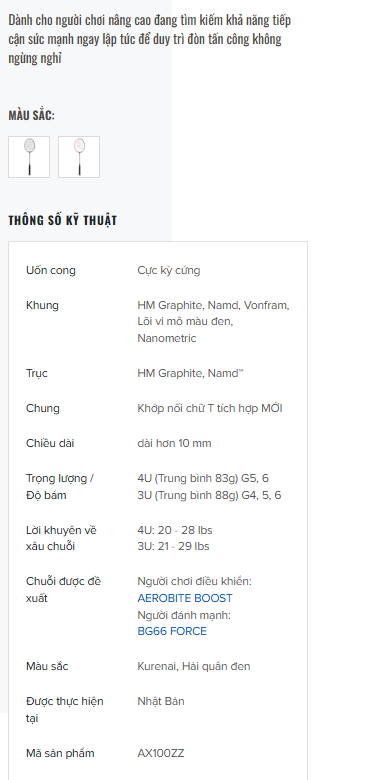 Dành cho người chơi nâng cao đang tìm kiếm khả năng tiếp
cận sức mạnh ngay lập tức để duy trì đòn tấn công không
ngừng nghỉ
MÀU SẮC:
THÔNG SỐ KỸ THUẬT
Uốn cong Cực kỳ cứng
Khung HM Graphite, Namd, Vonfram,
Lõi vi mô màu đen,
Nanometric
Trục HM Graphite, Namd™
Chung Khớp nối chữ T tích hợp MỚI
Chiều dài dài hơn 10 mm
Trọng lượng / 4U (Trung bình 83g) G5, 6
Độ bám 3U (Trung bình 88g) G4, 5, 6
Lời khuyên về 4U: 20 - 28 lbs
xâu chuỗi 3U: 21 - 29 lbs
Chuỗi được đề Người chơi điều khiển:
xuất AEROBITE BOOST
Người đánh mạnh:
BG66 FORCE
Màu sắc Kurenai, Hải quân đen
Được thực hiện Nhật Bản
tại
Mã sản phẩm AX100ZZ